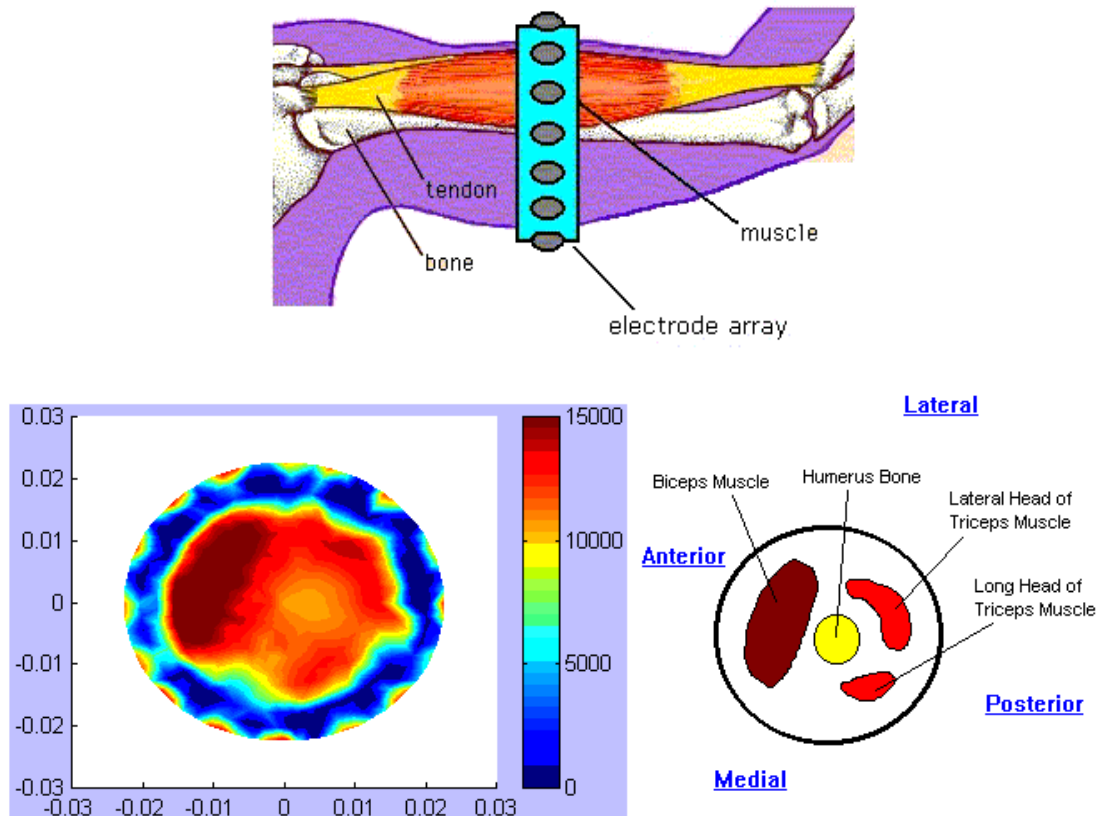 tendon
bone
muscle
electrode array
Lateral
0.03
15000
0.02
Biceps Muscle
Humerus Bone
Lateral Head of
Triceps Muscle
0.01
10000
Anterior
Long Head of
Triceps Muscle
0
-0.01
5000
Posterior
-0.02
Medial
-0.03
0
-0.03 -0.02 -0.01 0 0.01 0.02 0.03